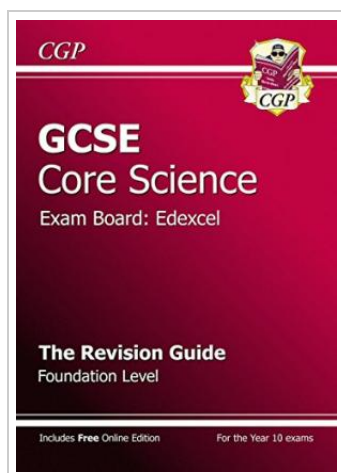 CGP
CGP
CGP
GCSE
Core Science
Exam Board: Edexcel
The Revision Guide
Foundation Level
Includes Free Online Edition
For the Year 10 exams